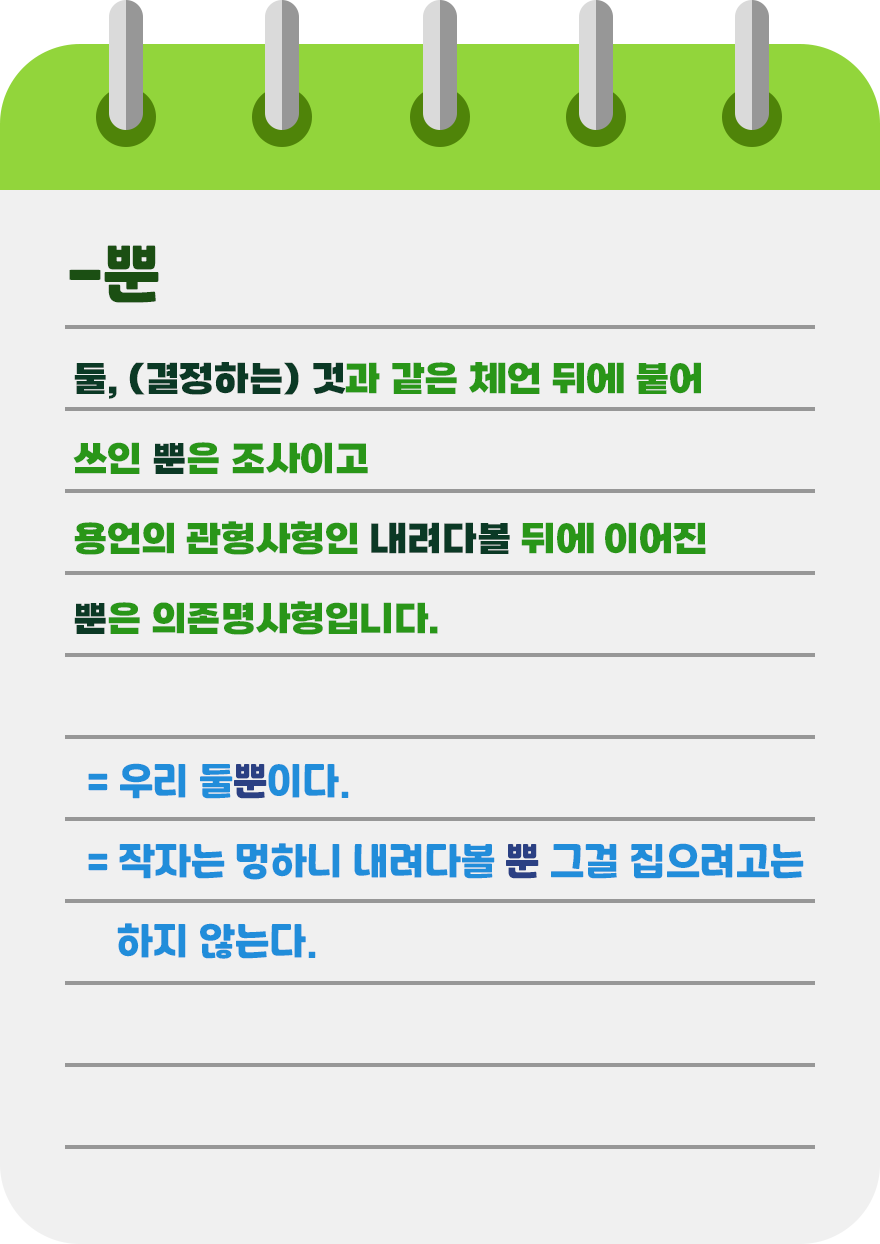 -뿐
둘, (결정하는) 것과 같은 체언 뒤에 붙어
쓰인 뿐은 조사이고
용언의 관형사형인 내려다볼 뒤에 이어진
뿐은 의존명사형입니다.
= 우리 둘뿐이다.
= 작자는 멍하니 내려다볼 뿐 그걸 집으려고는
하지 않는다.